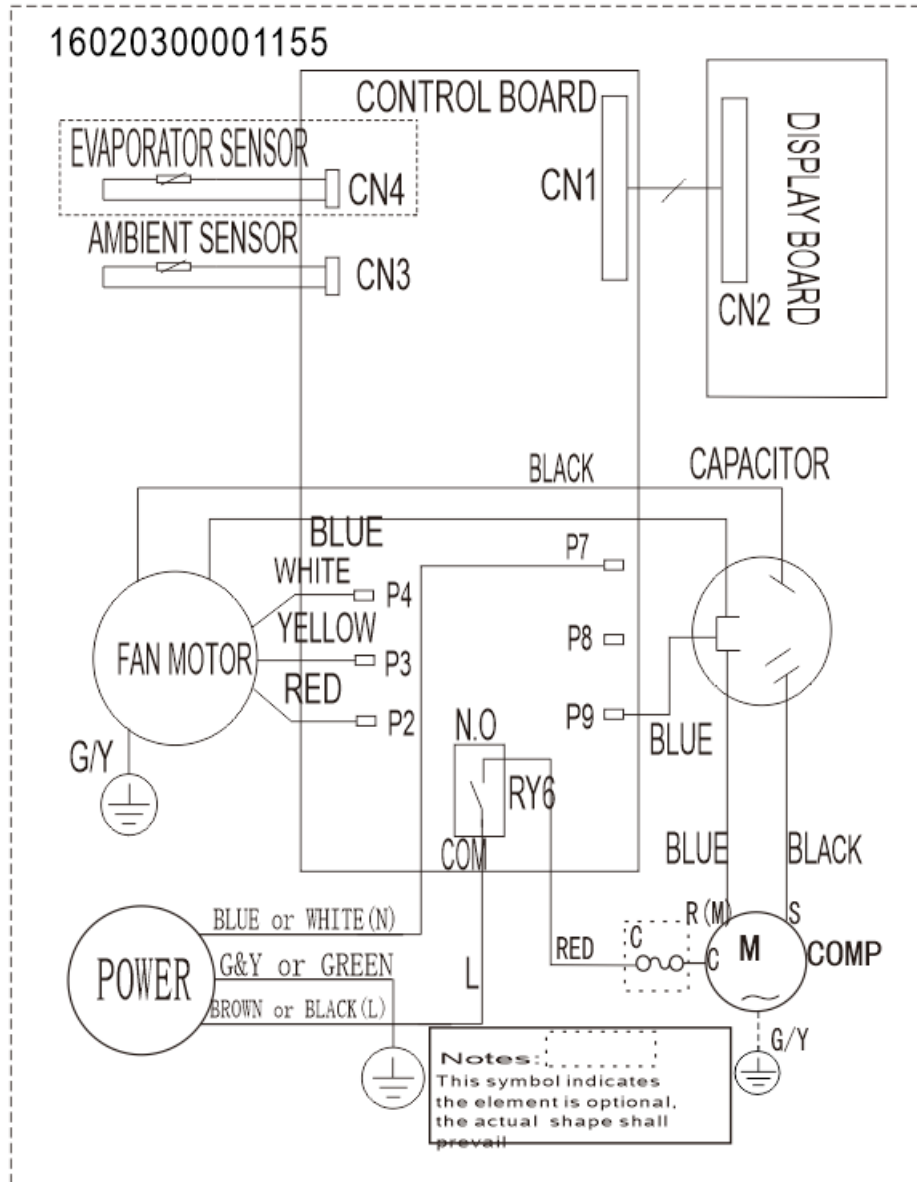 16020300001155
CONTROL BOARD
EVAPORATOR SENSOR
CN4
CN1
DISPLAY BOARD
AMBIENT SENSOR
CN3
CN2
BLACK
CAPACITOR
BLUE
P7
WHITE
P4
YELLOW
P8
FAN MOTOR
P3
RED
P9
P2
N.O
BLUE
G/Y
RY6
COM
BLUE
BLACK
BLUE or WHITE(N)
R(M)
S
C
RED
C
M
COMP
POWER
G&Y or GREEN
L
BROWN or BLACK(L)
G/Y
Notes:
This symbol indicates
the element is optional,
the actual shape shall
prevail